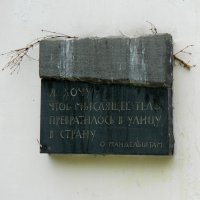 Я ХОЧУ
ЧТОБ МЫСЛЯЩЕЕ ТЕЛО
ПРЕВРАТИЛОСЬ В УЛИЦУ
В СТРАНУ
О. МАНДЕЛЬШТАМ